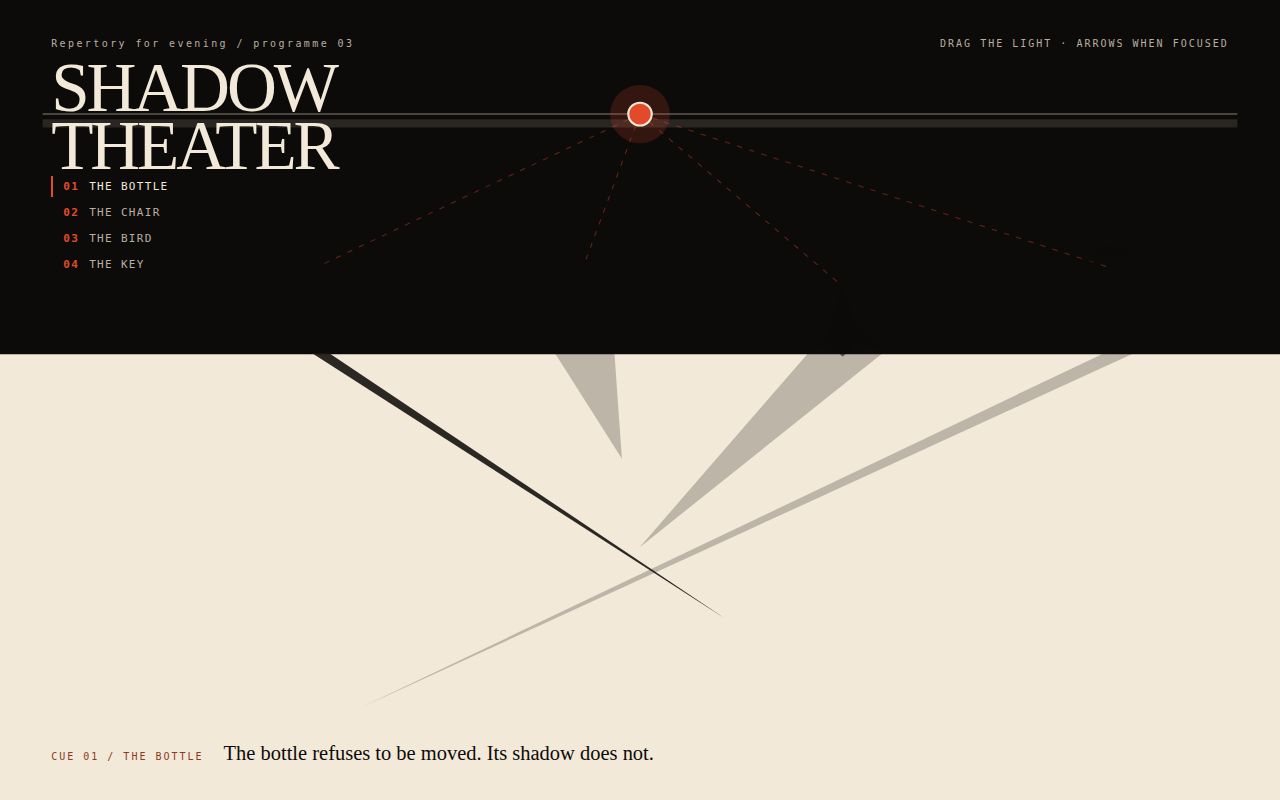 Repertory for evening / programme 03
DRAG THE LIGHT · ARROWS WHEN FOCUSED
SHADOW
THEATER
01 THE BOTTLE
02 THE CHAIR
03 THE BIRD
04 THE KEY
CUE 01 / THE BOTTLE
The bottle refuses to be moved. Its shadow does not.